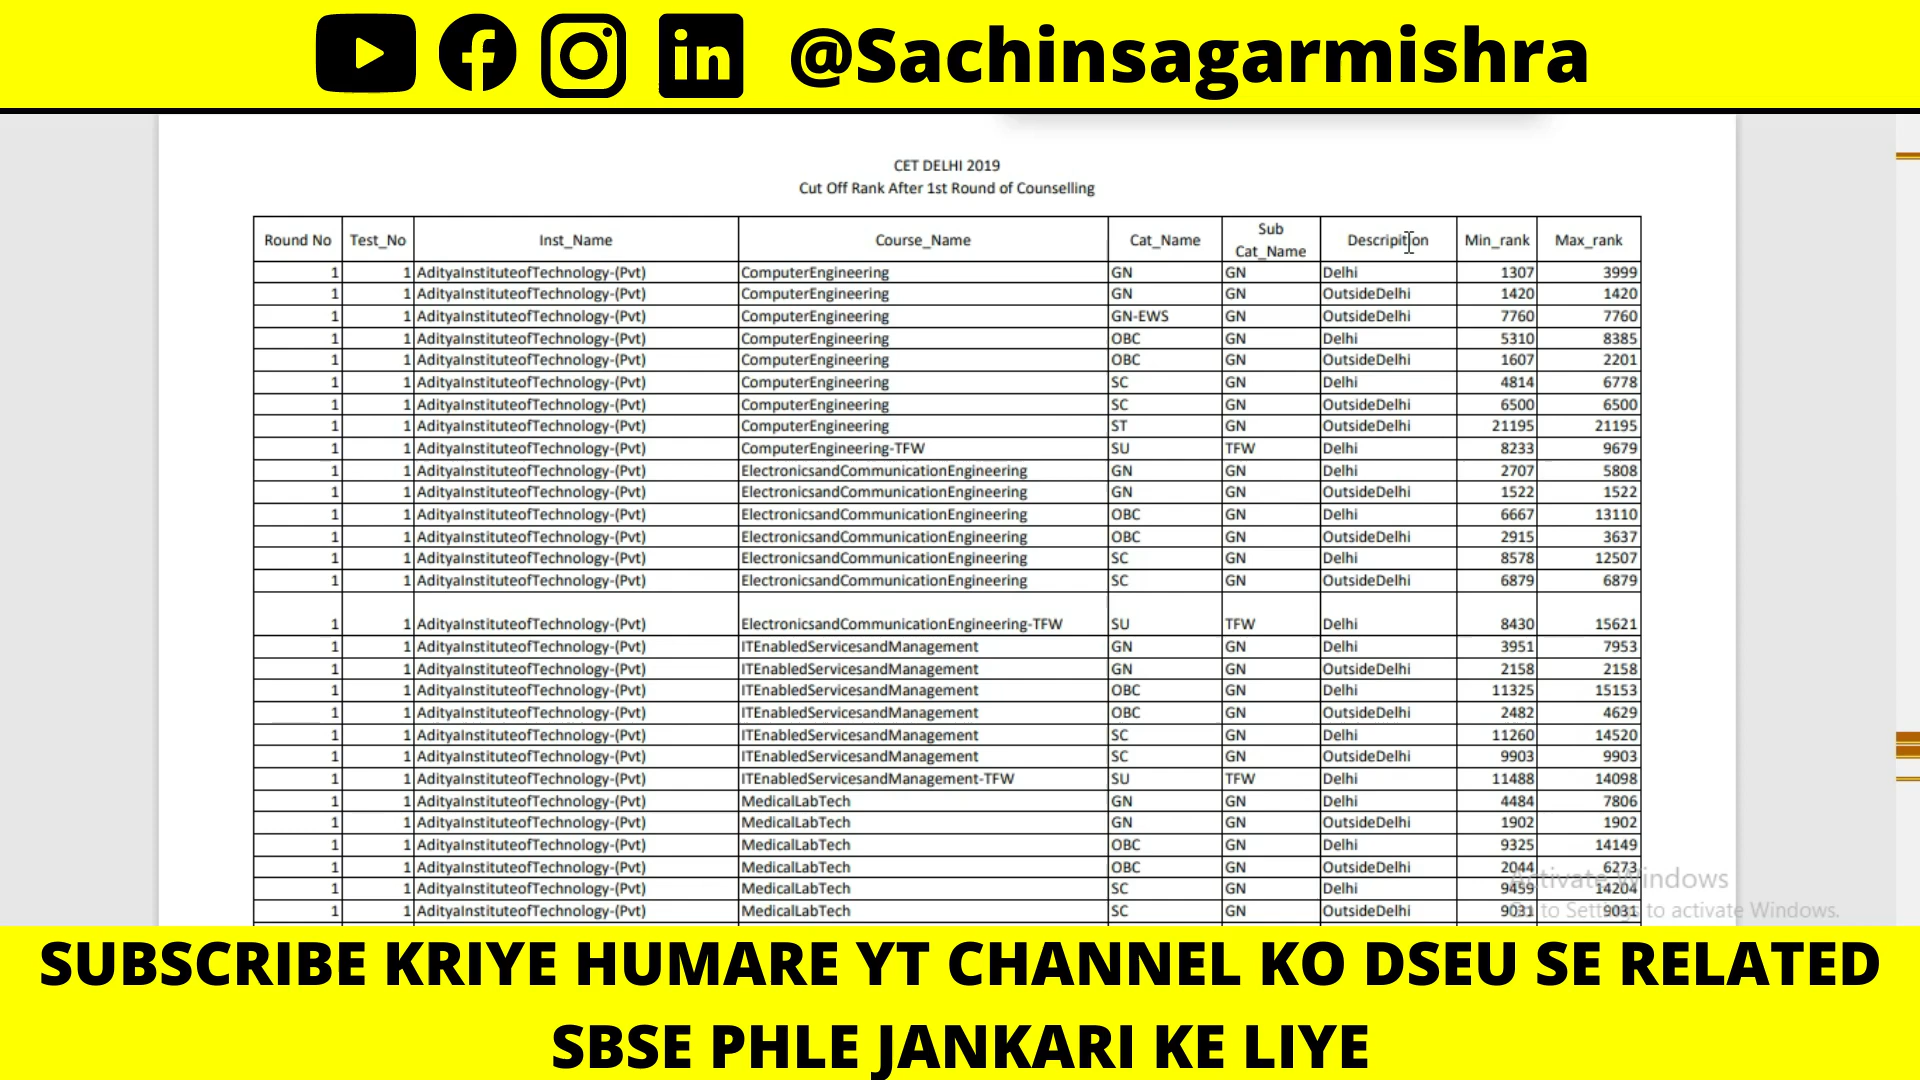 in @Sachinsagarmishra
CET DELHI 2019
Cut Off Rank After 1st Round of Counselling
Round No Test_No Inst_Name Course_Name Cat_Name Sub Cat_Name Descripition Min_rank Max_rank
1 1 AdityaInstituteofTechnology-(Pvt) ComputerEngineering GN GN Delhi 1307 3999
1 1 AdityaInstituteofTechnology-(Pvt) ComputerEngineering GN GN OutsideDelhi 1420 1420
1 1 AdityaInstituteofTechnology-(Pvt) ComputerEngineering GN-EWS GN OutsideDelhi 7760 7760
1 1 AdityaInstituteofTechnology-(Pvt) ComputerEngineering OBC GN Delhi 5310 8385
1 1 AdityaInstituteofTechnology-(Pvt) ComputerEngineering OBC GN OutsideDelhi 1607 2201
1 1 AdityaInstituteofTechnology-(Pvt) ComputerEngineering SC GN Delhi 4814 6778
1 1 AdityaInstituteofTechnology-(Pvt) ComputerEngineering SC GN OutsideDelhi 6500 6500
1 1 AdityaInstituteofTechnology-(Pvt) ComputerEngineering ST GN OutsideDelhi 21195 21195
1 1 AdityaInstituteofTechnology-(Pvt) ComputerEngineering-TFW SU TFW Delhi 8233 9679
1 1 AdityaInstituteofTechnology-(Pvt) ElectronicsandCommunicationEngineering GN GN Delhi 2707 5808
1 1 AdityaInstituteofTechnology-(Pvt) ElectronicsandCommunicationEngineering GN GN OutsideDelhi 1522 1522
1 1 AdityaInstituteofTechnology-(Pvt) ElectronicsandCommunicationEngineering OBC GN Delhi 6667 13110
1 1 AdityaInstituteofTechnology-(Pvt) ElectronicsandCommunicationEngineering OBC GN OutsideDelhi 2915 3637
1 1 AdityaInstituteofTechnology-(Pvt) ElectronicsandCommunicationEngineering SC GN Delhi 8578 12507
1 1 AdityaInstituteofTechnology-(Pvt) ElectronicsandCommunicationEngineering SC GN OutsideDelhi 6879 6879
1 1 AdityaInstituteofTechnology-(Pvt) ElectronicsandCommunicationEngineering-TFW SU TFW Delhi 8430 15621
1 1 AdityaInstituteofTechnology-(Pvt) ITEnabledServicesandManagement GN GN Delhi 3951 7953
1 1 AdityaInstituteofTechnology-(Pvt) ITEnabledServicesandManagement GN GN OutsideDelhi 2158 2158
1 1 AdityaInstituteofTechnology-(Pvt) ITEnabledServicesandManagement OBC GN Delhi 11325 15153
1 1 AdityaInstituteofTechnology-(Pvt) ITEnabledServicesandManagement OBC GN OutsideDelhi 2482 4629
1 1 AdityaInstituteofTechnology-(Pvt) ITEnabledServicesandManagement SC GN Delhi 11260 14520
1 1 AdityaInstituteofTechnology-(Pvt) ITEnabledServicesandManagement SC GN OutsideDelhi 9903 9903
1 1 AdityaInstituteofTechnology-(Pvt) ITEnabledServicesandManagement-TFW SU TFW Delhi 11488 14098
1 1 AdityaInstituteofTechnology-(Pvt) MedicalLabTech GN GN Delhi 4484 7806
1 1 AdityaInstituteofTechnology-(Pvt) MedicalLabTech GN GN OutsideDelhi 1902 1902
1 1 AdityaInstituteofTechnology-(Pvt) MedicalLabTech OBC GN Delhi 9325 14149
1 1 AdityaInstituteofTechnology-(Pvt) MedicalLabTech OBC GN OutsideDelhi 2044 6273
1 1 AdityaInstituteofTechnology-(Pvt) MedicalLabTech SC GN Delhi 9459 14204
1 1 AdityaInstituteofTechnology-(Pvt) MedicalLabTech SC GN OutsideDelhi 9031 9031
Activate Windows
Go to Settings to activate Windows.
SUBSCRIBE KRIYE HUMARE YT CHANNEL KO DSEU SE RELATED
SBSE PHLE JANKARI KE LIYE